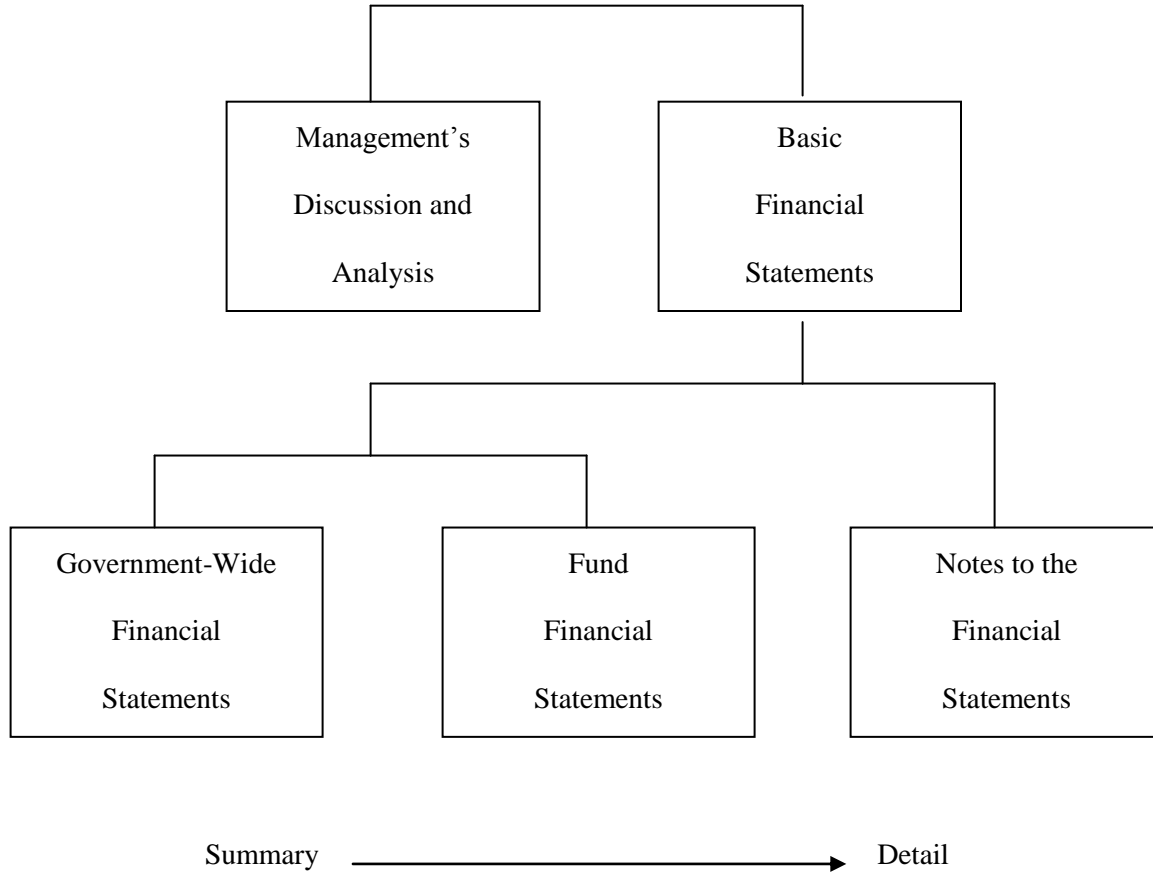 Management’s
Discussion and
Analysis
Basic
Financial
Statements
Government-Wide
Financial
Statements
Fund
Financial
Statements
Notes to the
Financial
Statements
Summary
Detail